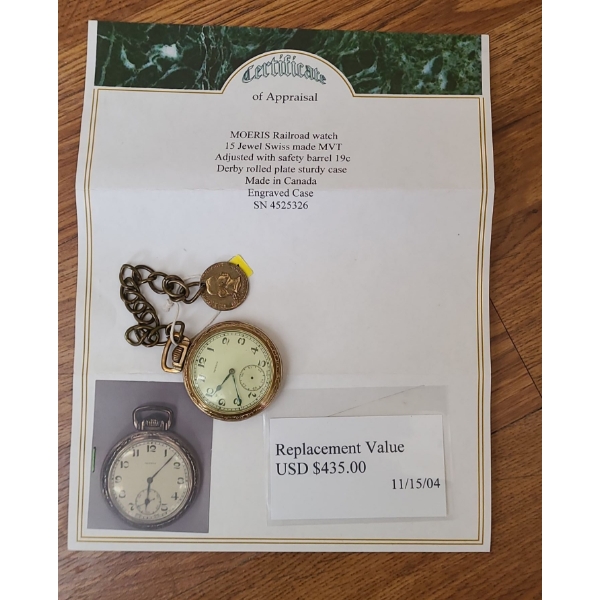 Certificate
of Appraisal
MOERIS Railroad watch
15 Jewel Swiss made MVT
Adjusted with safety barrel 19c
Derby rolled plate sturdy case
Made in Canada
Engraved Case
SN 4525326
Replacement Value
USD $435.00
11/15/04